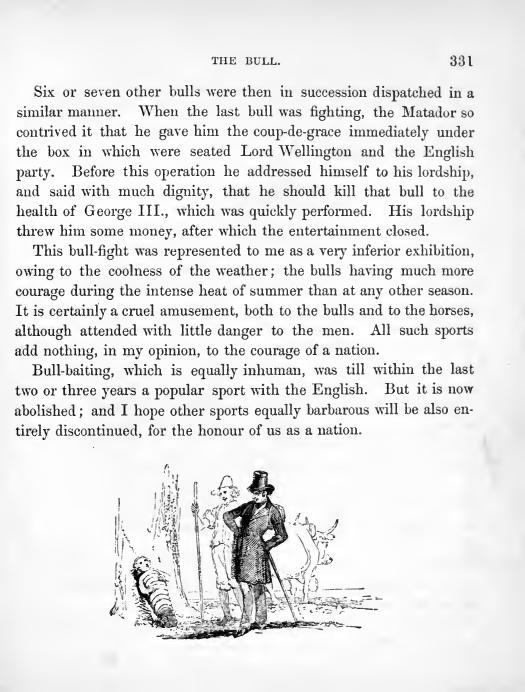 THE BULL. 331
Six or seven other bulls were then in succession dispatched in a
similar manner. When the last bull was fighting, the Matador so
contrived it that he gave him the coup-de-grace immediately under
the box in which were seated Lord Wellington and the English
party. Before this operation he addressed himself to his lordship,
and said with much dignity, that he should kill that bull to the
health of George III., which was quickly performed. His lordship
threw him some money, after which the entertainment closed.
This bull-fight was represented to me as a very inferior exhibition,
owing to the coolness of the weather; the bulls having much more
courage during the intense heat of summer than at any other season.
It is certainly a cruel amusement, both to the bulls and to the horses,
although attended with little danger to the men. All such sports
add nothing, in my opinion, to the courage of a nation.
Bull-baiting, which is equally inhuman, was till within the last
two or three years a popular sport with the English. But it is now
abolished; and I hope other sports equally barbarous will be also en-
tirely discontinued, for the honour of us as a nation.